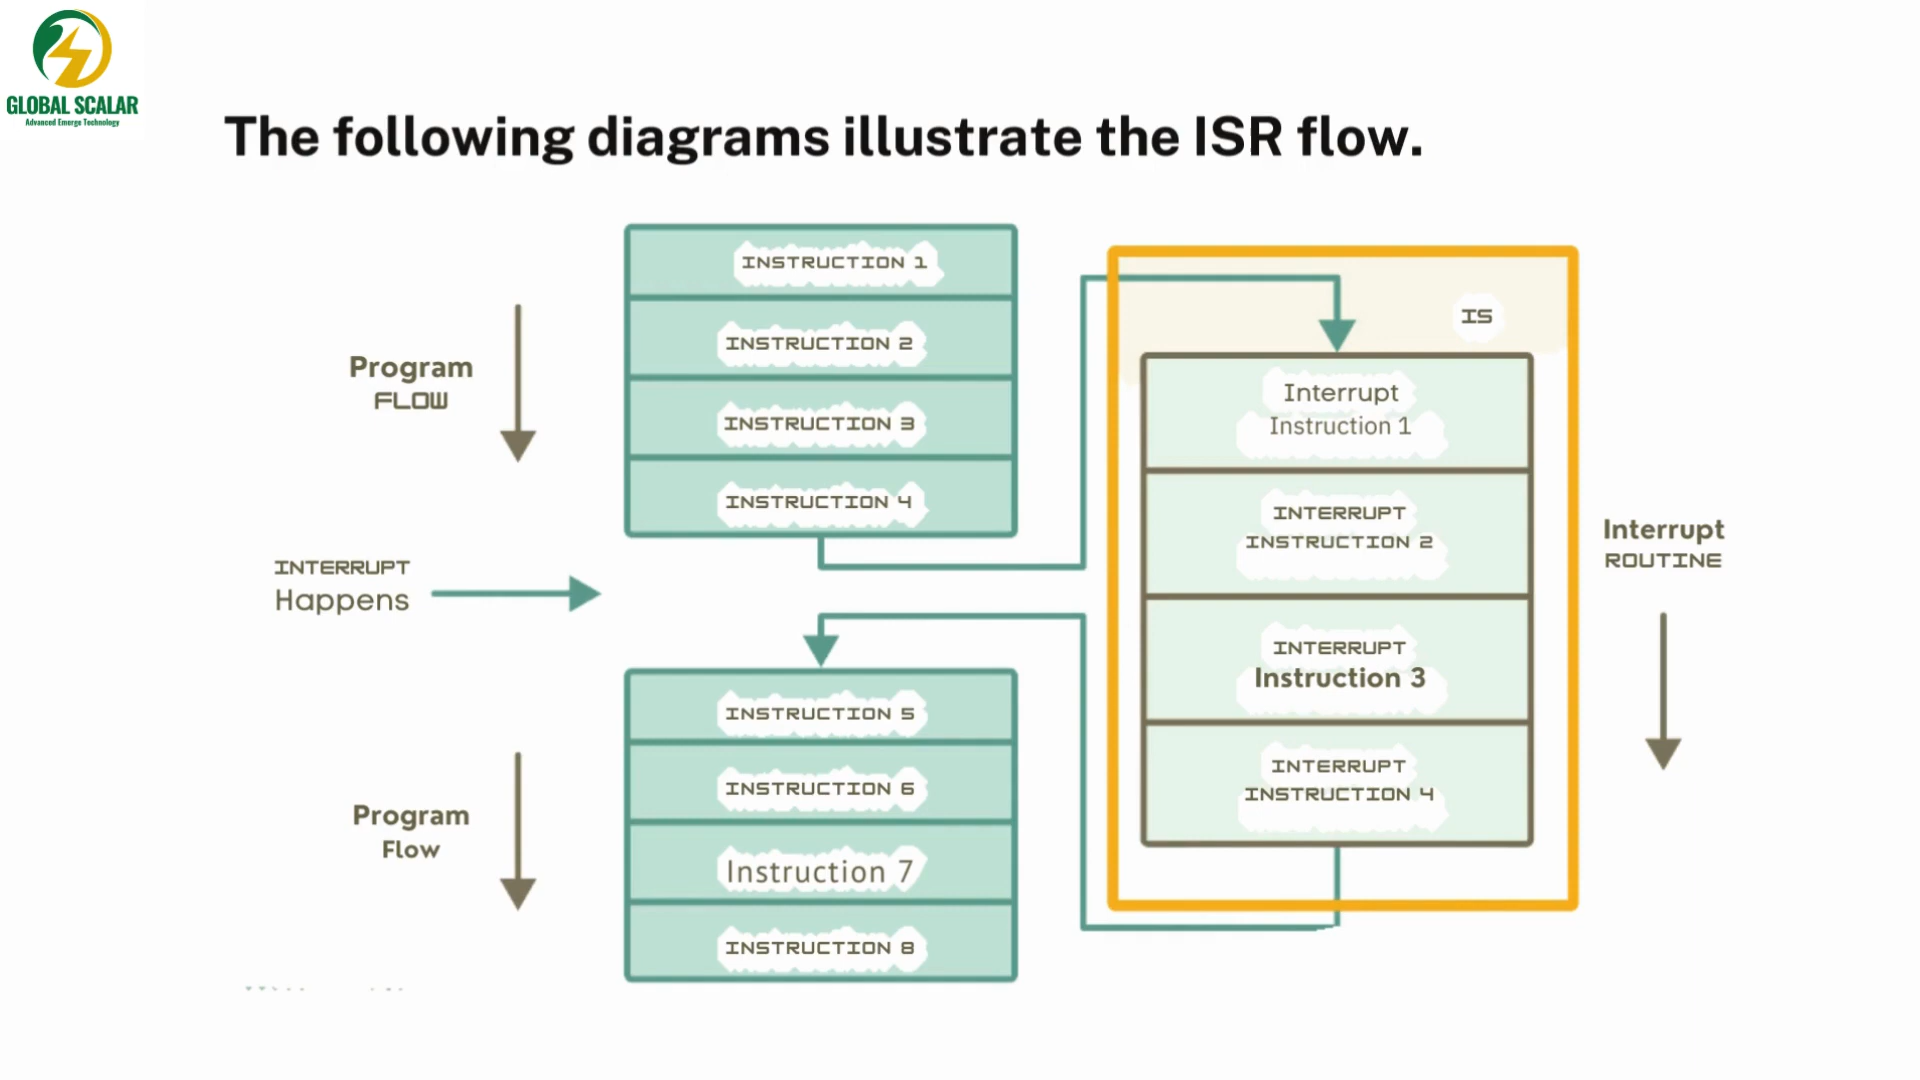 GLOBAL SCALAR
Advanced Emerge Technology
The following diagrams illustrate the ISR flow.
INSTRUCTION 1
INSTRUCTION 2
INSTRUCTION 3
INSTRUCTION 4
Program
FLOW
INTERRUPT
Happens
INSTRUCTION 5
INSTRUCTION 6
Instruction 7
INSTRUCTION 8
Program
Flow
IS
Interrupt
Instruction 1
INTERRUPT
INSTRUCTION 2
INTERRUPT
Instruction 3
INTERRUPT
INSTRUCTION 4
Interrupt
ROUTINE